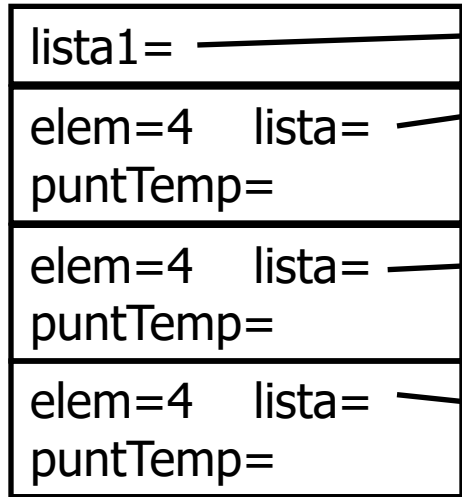 lista1=
elem=4 lista=
puntTemp=
elem=4 lista=
puntTemp=
elem=4 lista=
puntTemp=